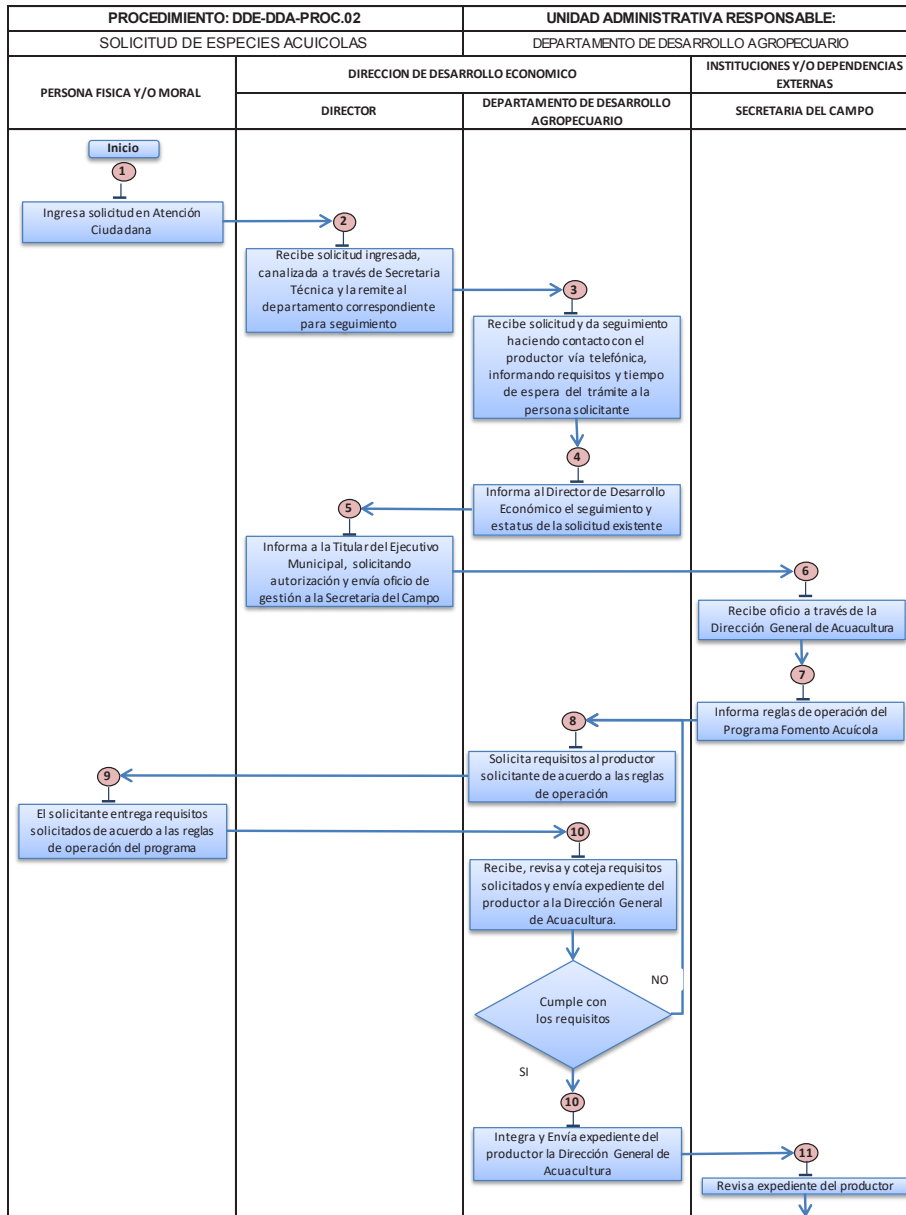 PROCEDIMIENTO: DDE-DDA-PROC.02
UNIDAD ADMINISTRATIVA RESPONSABLE:
SOLICITUD DE ESPECIES ACUICOLAS
DEPARTAMENTO DE DESARROLLO AGROPECUARIO
PERSONA FISICA Y/O MORAL
DIRECCION DE DESARROLLO ECONOMICO
INSTITUCIONES Y/O DEPENDENCIAS
EXTERNAS
DIRECTOR
DEPARTAMENTO DE DESARROLLO
AGROPECUARIO
SECRETARIA DEL CAMPO
Inicio
1
Ingresa solicitud en Atención
Ciudadana
2
Recibe solicitud ingresada,
canalizada a través de Secretaria
Técnica y la remite al
departamento correspondiente
para seguimiento
3
Recibe solicitud y da seguimiento
haciendo contacto con el
productor vía telefónica,
informando requisitos y tiempo
de espera del trámite a la
persona solicitante
4
Informa al Director de Desarrollo
Económico el seguimiento y
estatus de la solicitud existente
5
Informa a la Titular del Ejecutivo
Municipal, solicitando
autorización y envía oficio de
gestión a la Secretaria del Campo
6
Recibe oficio a través de la
Dirección General de Acuacultura
7
Informa reglas de operación del
Programa Fomento Acuícola
8
Solicita requisitos al productor
solicitante de acuerdo a las reglas
de operación
9
El solicitante entrega requisitos
solicitados de acuerdo a las reglas
de operación del programa
10
Recibe, revisa y coteja requisitos
solicitados y envía expediente del
productor a la Dirección General
de Acuacultura.
NO
Cumple con
los requisitos
SI
10
Integra y Envía expediente del
productor la Dirección General de
Acuacultura
11
Revisa expediente del productor